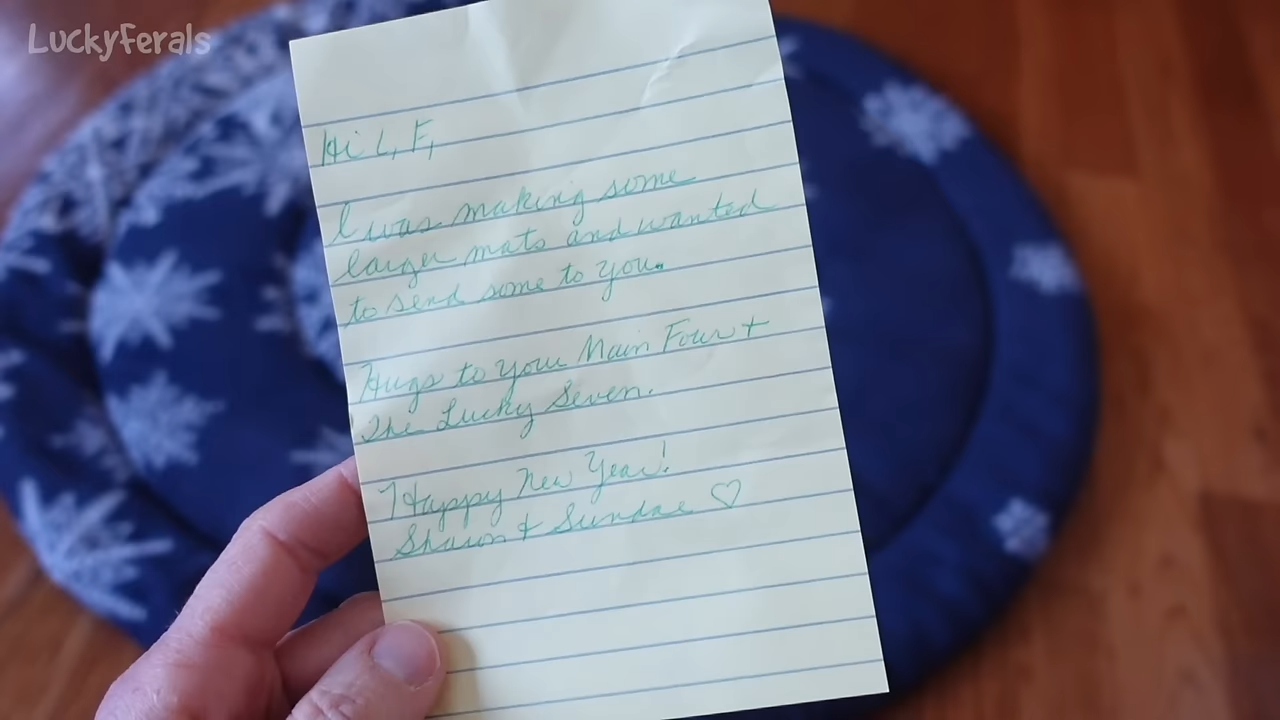 LuckyFerals
Hi L, F,
I was making some
larger mats and wanted
to send some to you.
Hugs to your Main Four +
The Lucky Seven.
Happy New Year!
Sharon + Sundae ♡